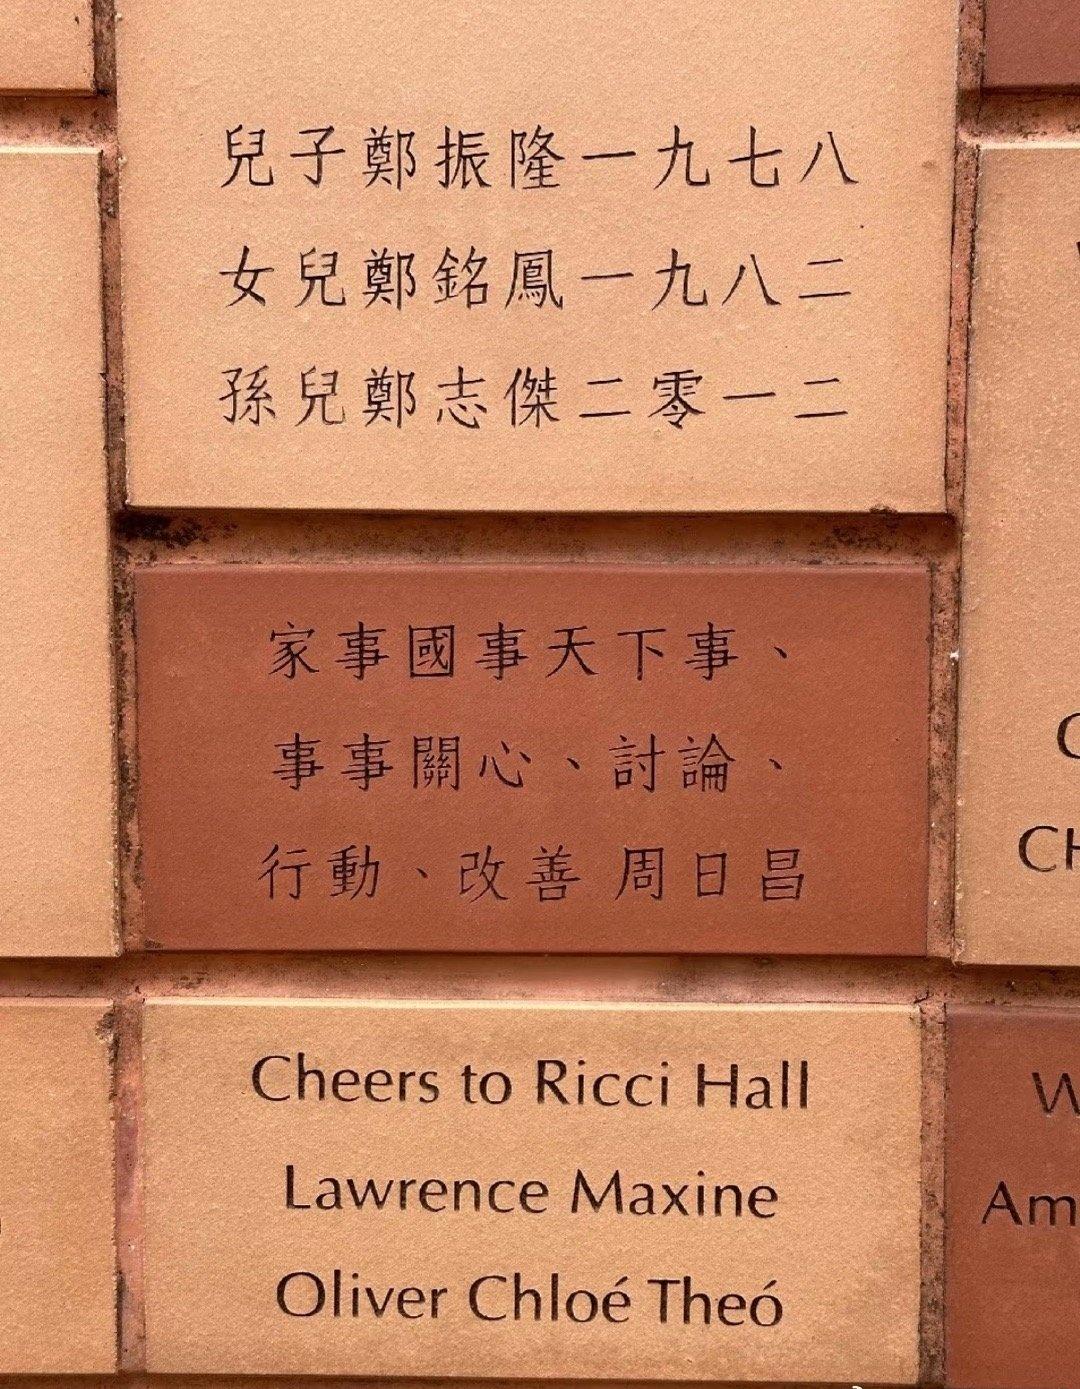 兒子鄭振隆一九七八
女兒鄭銘鳳一九八二
孫兒鄭志傑二零一二
家事國事天下事、
事事關心、討論、
行動、改善 周日昌
Cheers to Ricci Hall
Lawrence Maxine
Oliver Chloé Theó